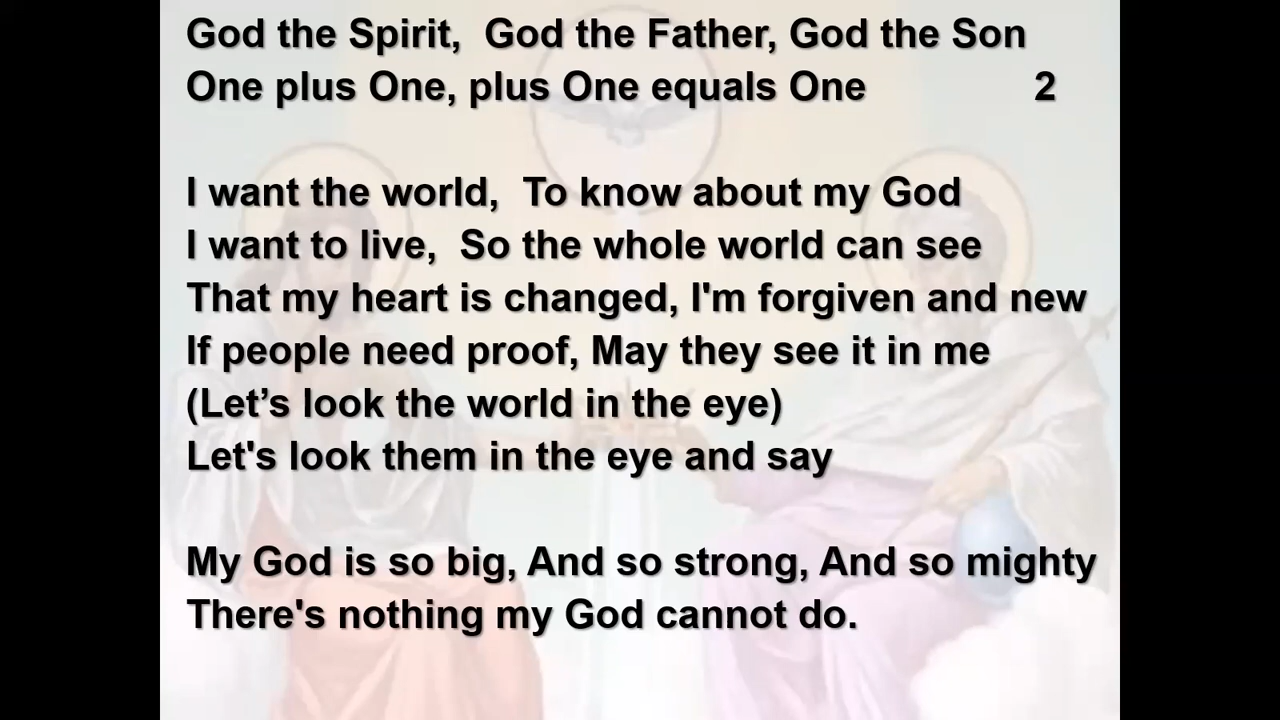 God the Spirit,  God the Father, God the Son
One plus One, plus One equals One 2
I want the world,  To know about my God
I want to live,  So the whole world can see
That my heart is changed, I'm forgiven and new
If people need proof, May they see it in me
(Let’s look the world in the eye)
Let's look them in the eye and say
My God is so big, And so strong, And so mighty
There's nothing my God cannot do.